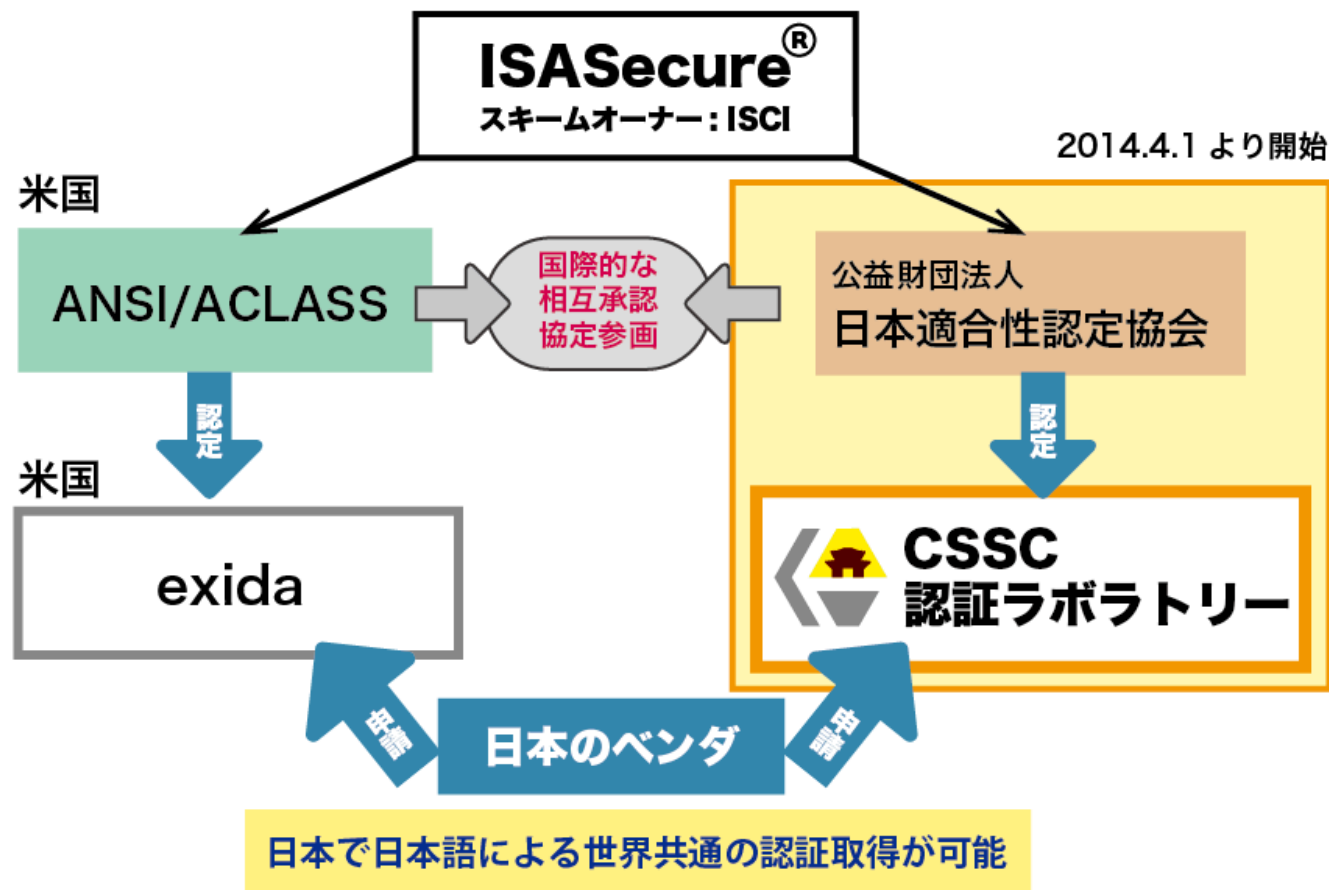 ISASecure®
スキームオーナー：ISCI
2014.4.1 より開始
米国
ANSI/ACLASS
国際的な
相互承認
協定参画
公益財団法人
日本適合性認定協会
認定
認定
米国
exida
CSSC
認証ラボラトリー
申請
日本のベンダ
申請
日本で日本語による世界共通の認証取得が可能